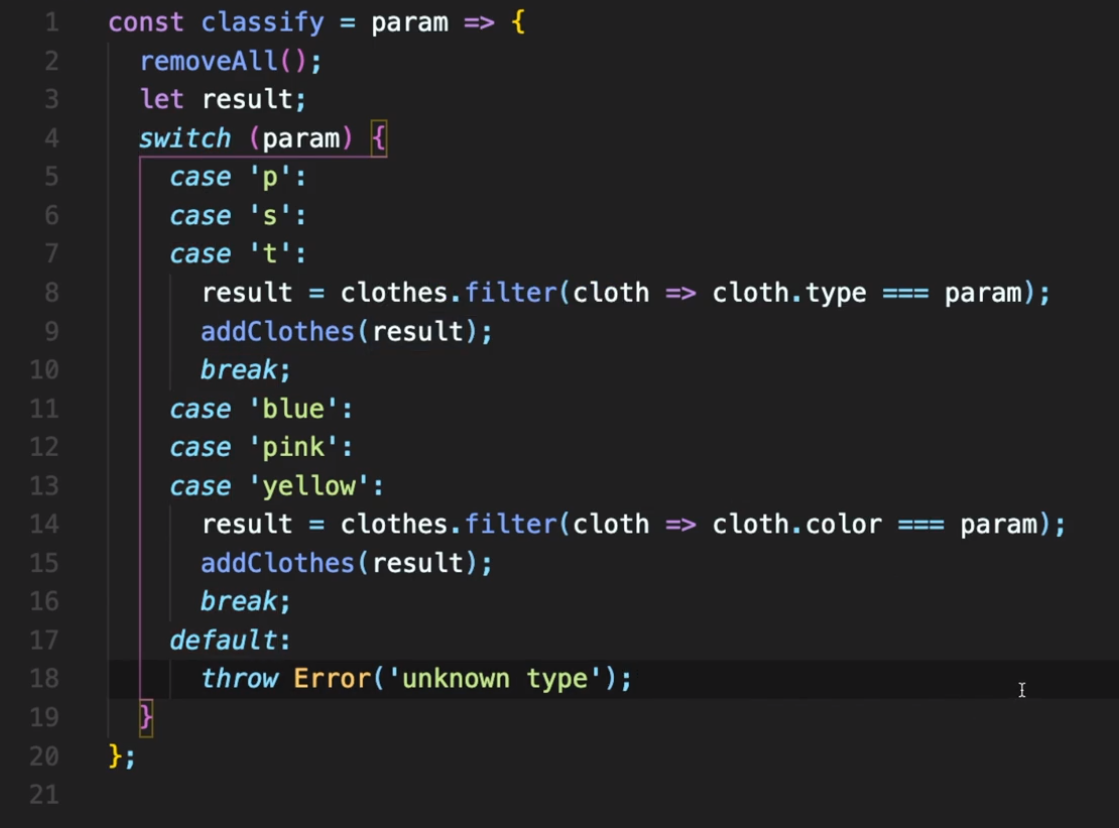 1 const classify = param => {
2 removeAll();
3 let result;
4 switch (param) {
5 case 'p':
6 case 's':
7 case 't':
8 result = clothes.filter(cloth => cloth.type === param);
9 addClothes(result);
10 break;
11 case 'blue':
12 case 'pink':
13 case 'yellow':
14 result = clothes.filter(cloth => cloth.color === param);
15 addClothes(result);
16 break;
17 default:
18 throw Error('unknown type');
19 }
20 };
21